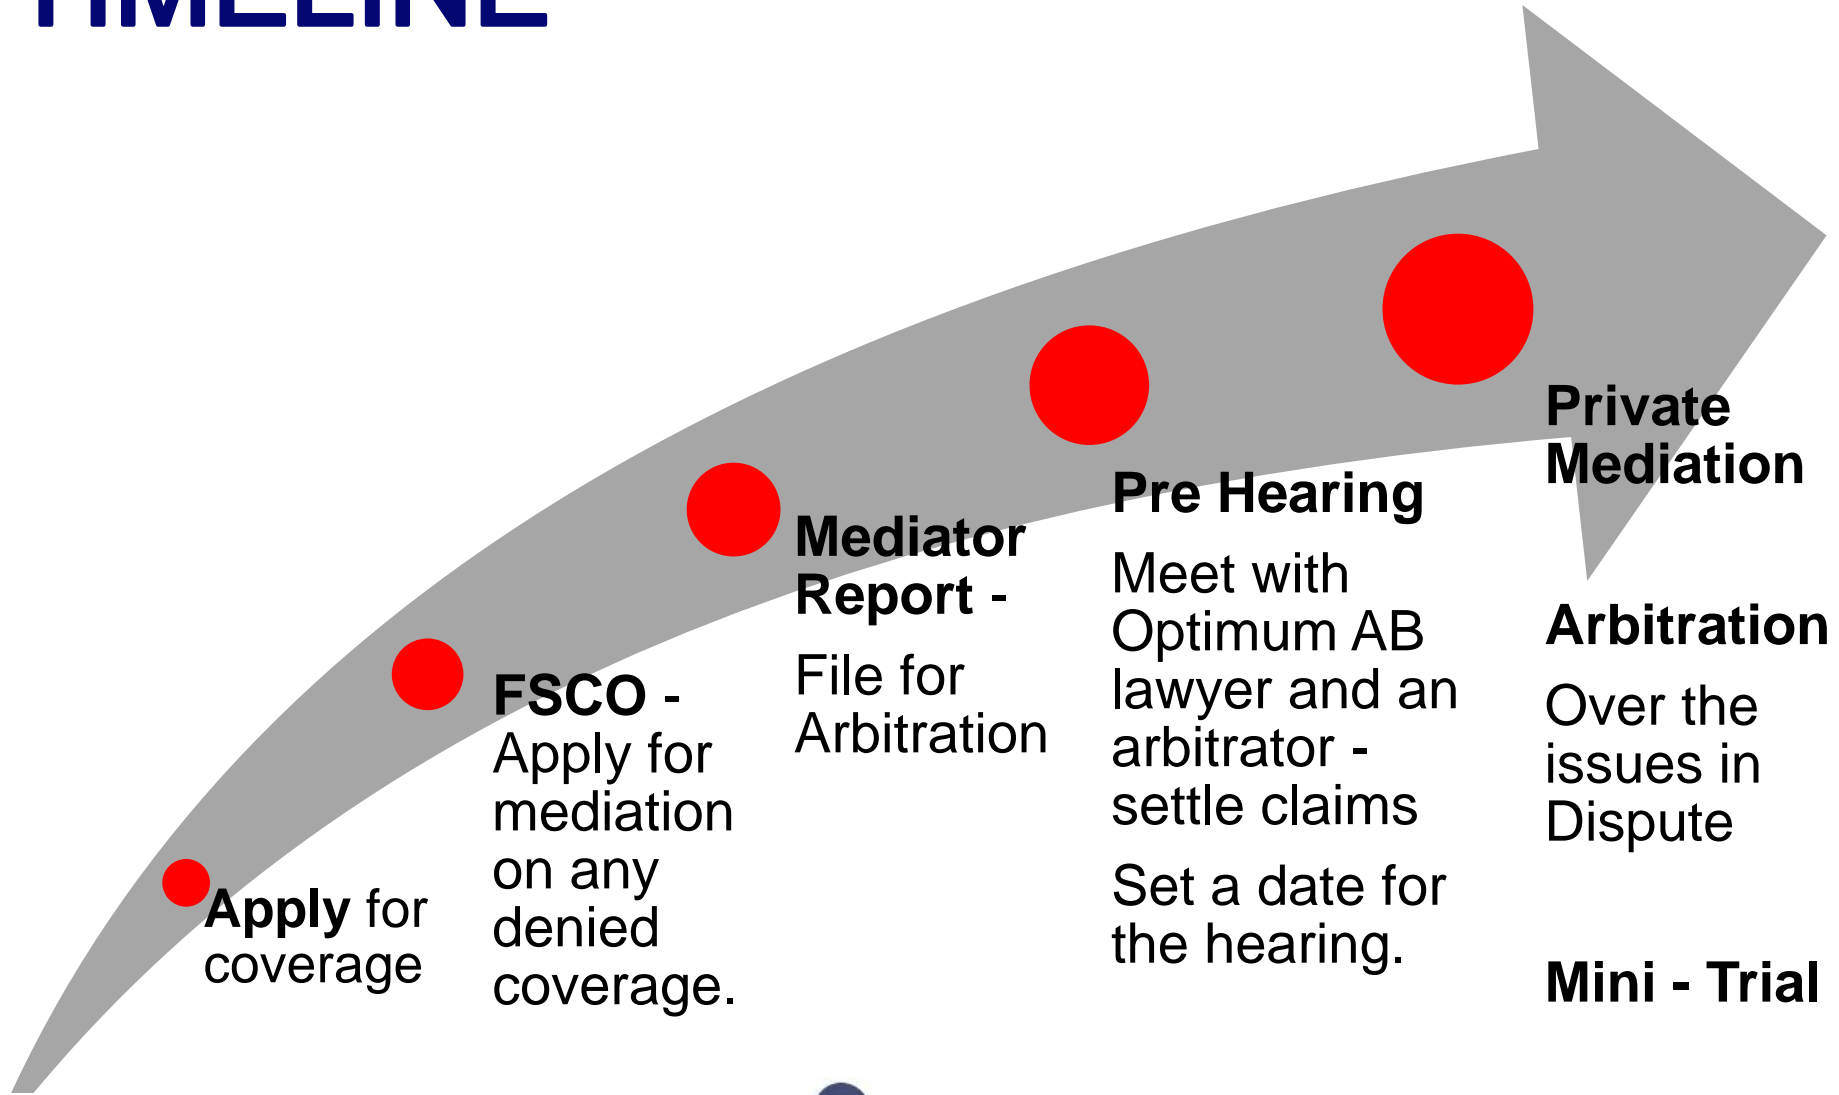 TIMELINE
Apply for
coverage
FSCO -
Apply for
mediation
on any
denied
coverage.
Mediator
Report -
File for
Arbitration
Pre Hearing
Meet with
Optimum AB
lawyer and an
arbitrator -
settle claims
Set a date for
the hearing.
Private
Mediation
Arbitration
Over the
issues in
Dispute
Mini - Trial